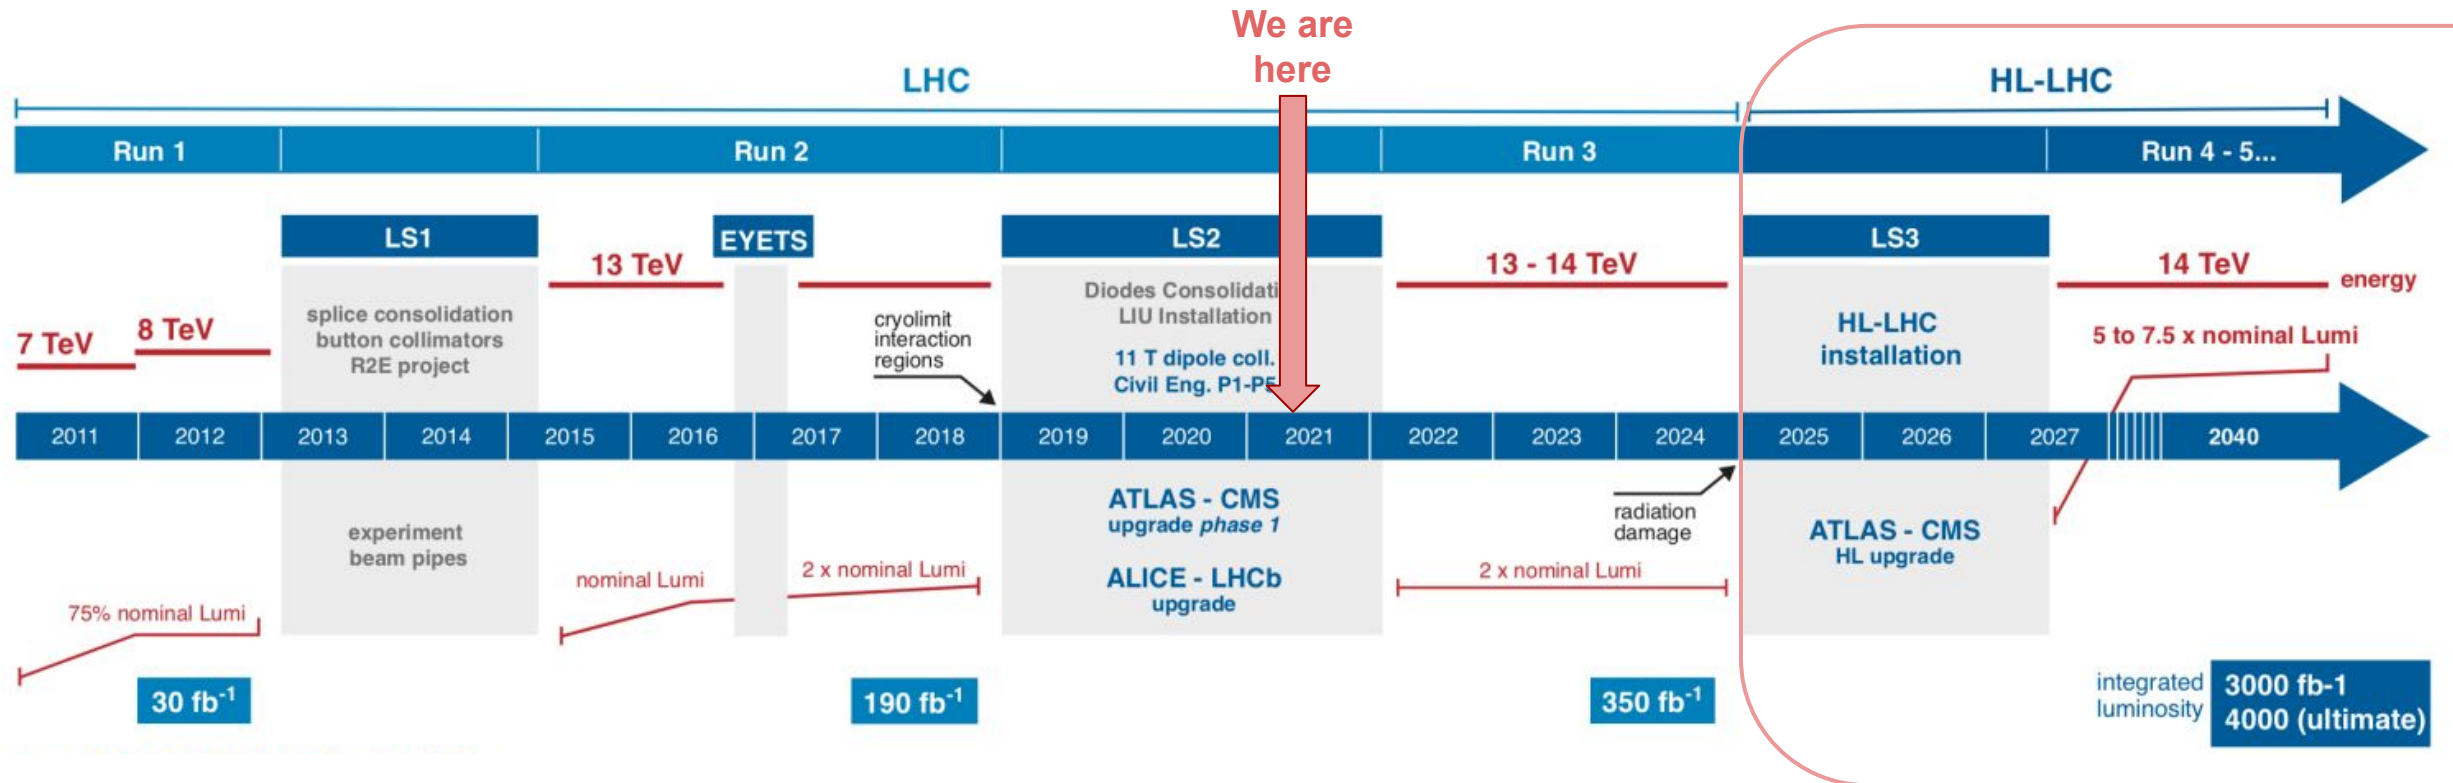 We are
here
LHC
HL-LHC
Run 1
Run 2
Run 3
Run 4 - 5...
LS1
EYETS
LS2
LS3
13 TeV
13 - 14 TeV
14 TeV
energy
7 TeV
8 TeV
splice consolidation
button collimators
R2E project
cryolimit
interaction
regions
Diodes Consolidati
LIU Installation
11 T dipole coll.
Civil Eng. P1-P5
HL-LHC
installation
5 to 7.5 x nominal Lumi
2011
2012
2013
2014
2015
2016
2017
2018
2019
2020
2021
2022
2023
2024
2025
2026
2027
2040
experiment
beam pipes
ATLAS - CMS
upgrade phase 1
ALICE - LHCb
upgrade
radiation
damage
ATLAS - CMS
HL upgrade
75% nominal Lumi
nominal Lumi
2 x nominal Lumi
2 x nominal Lumi
30 fb⁻¹
190 fb⁻¹
350 fb⁻¹
integrated
luminosity
3000 fb-1
4000 (ultimate)